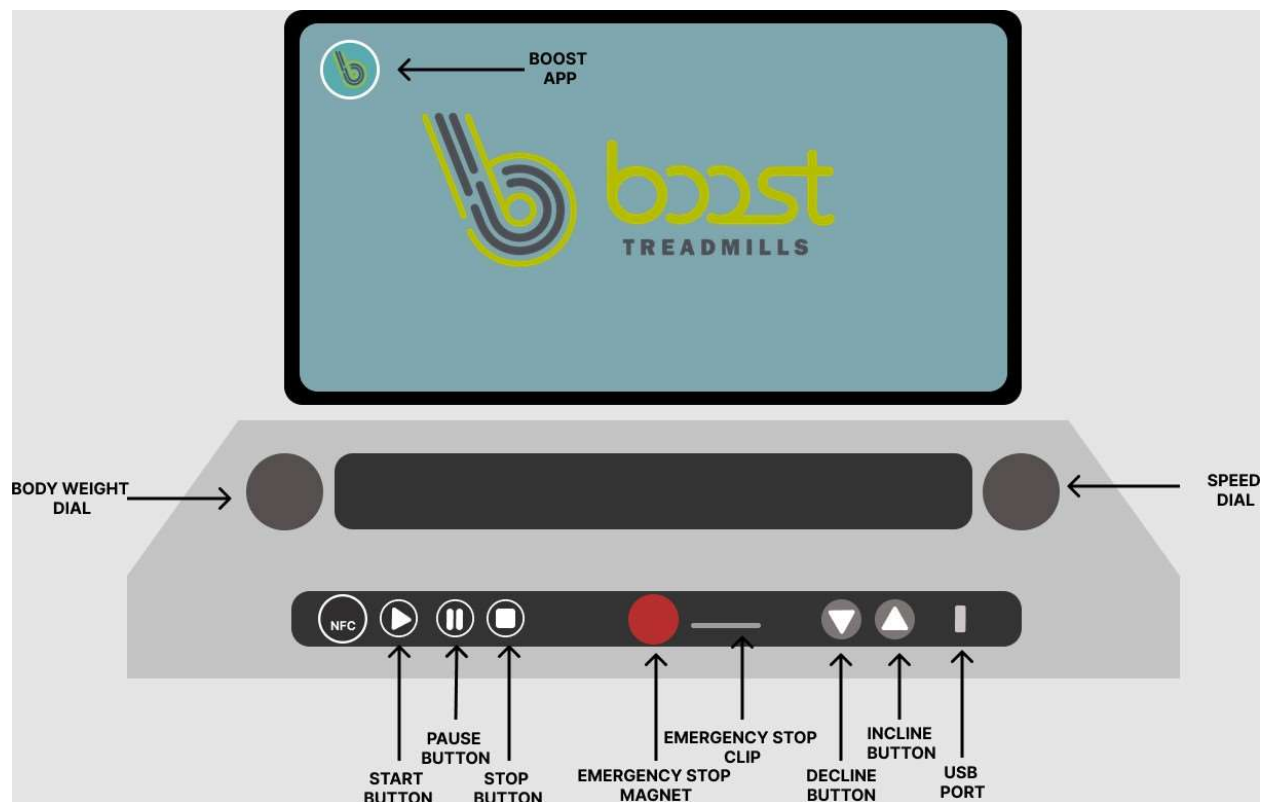 BOOST
APP
boost
TREADMILLS
BODY WEIGHT
DIAL
SPEED
DIAL
NFC
PAUSE
BUTTON
EMERGENCY STOP
CLIP
INCLINE
BUTTON
START
BUTTON
STOP
BUTTON
EMERGENCY STOP
MAGNET
DECLINE
BUTTON
USB
PORT